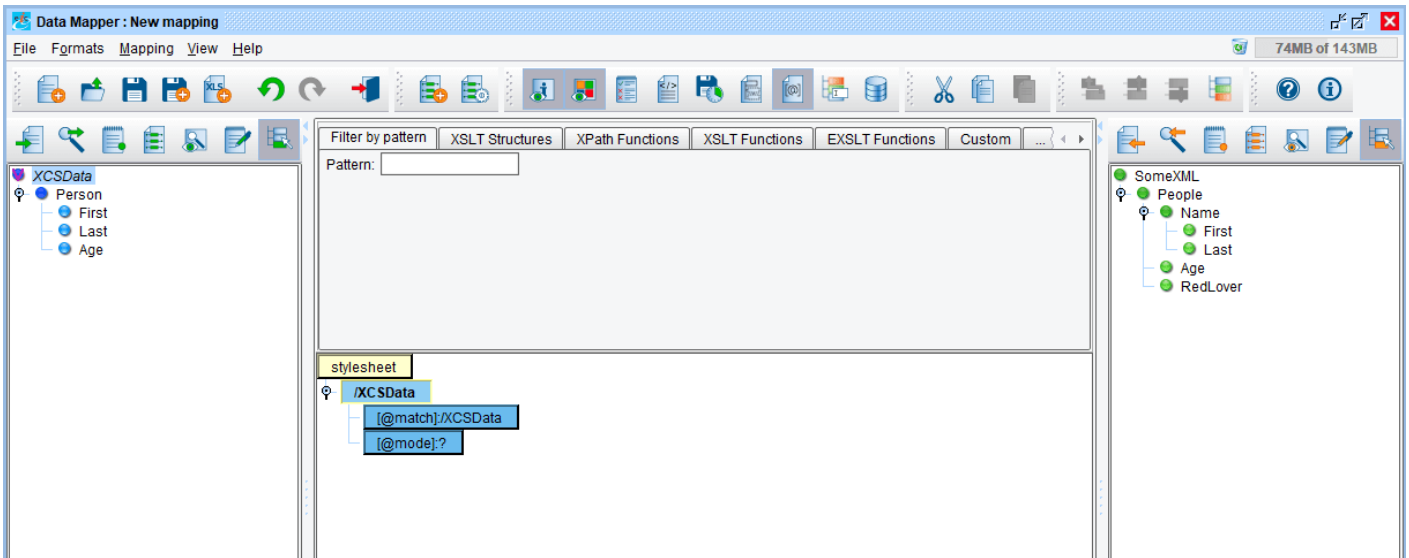 Data Mapper : New mapping
File Formats Mapping View Help
74MB of 143MB
XLS
Filter by pattern XSLT Structures XPath Functions XSLT Functions EXSLT Functions Custom ...
Pattern:
XCSData
Person
First
Last
Age
stylesheet
/XCSData
[@match]:/XCSData
[@mode]:?
SomeXML
People
Name
First
Last
Age
RedLover